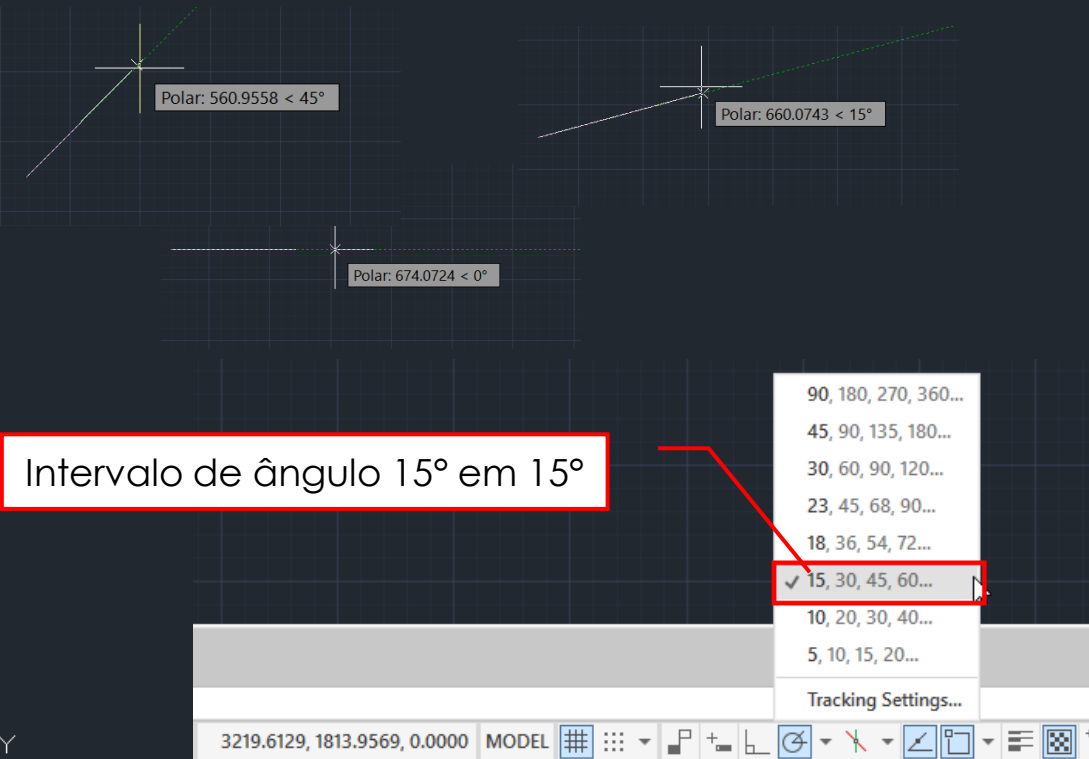 Polar: 560.9558 < 45°
Polar: 660.0743 < 15°
Polar: 674.0724 < 0°
Intervalo de ângulo 15º em 15º
90, 180, 270, 360...
45, 90, 135, 180...
30, 60, 90, 120...
23, 45, 68, 90...
18, 36, 54, 72...
15, 30, 45, 60...
10, 20, 30, 40...
5, 10, 15, 20...
Tracking Settings...
Y
3219.6129, 1813.9569, 0.0000 MODEL